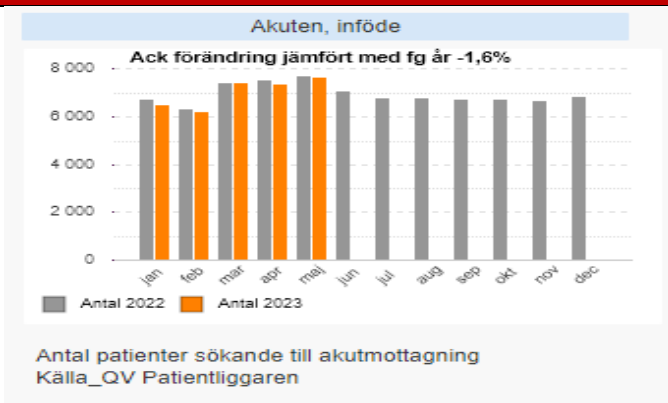 Akuten, inföde
Ack förändring jämfört med fg år -1,6%
8 000
6 000
4 000
2 000
0
jan feb mar apr maj jun jul aug sep okt nov dec
Antal 2022 Antal 2023
Antal patienter sökande till akutmottagning
Källa_QV Patientliggaren